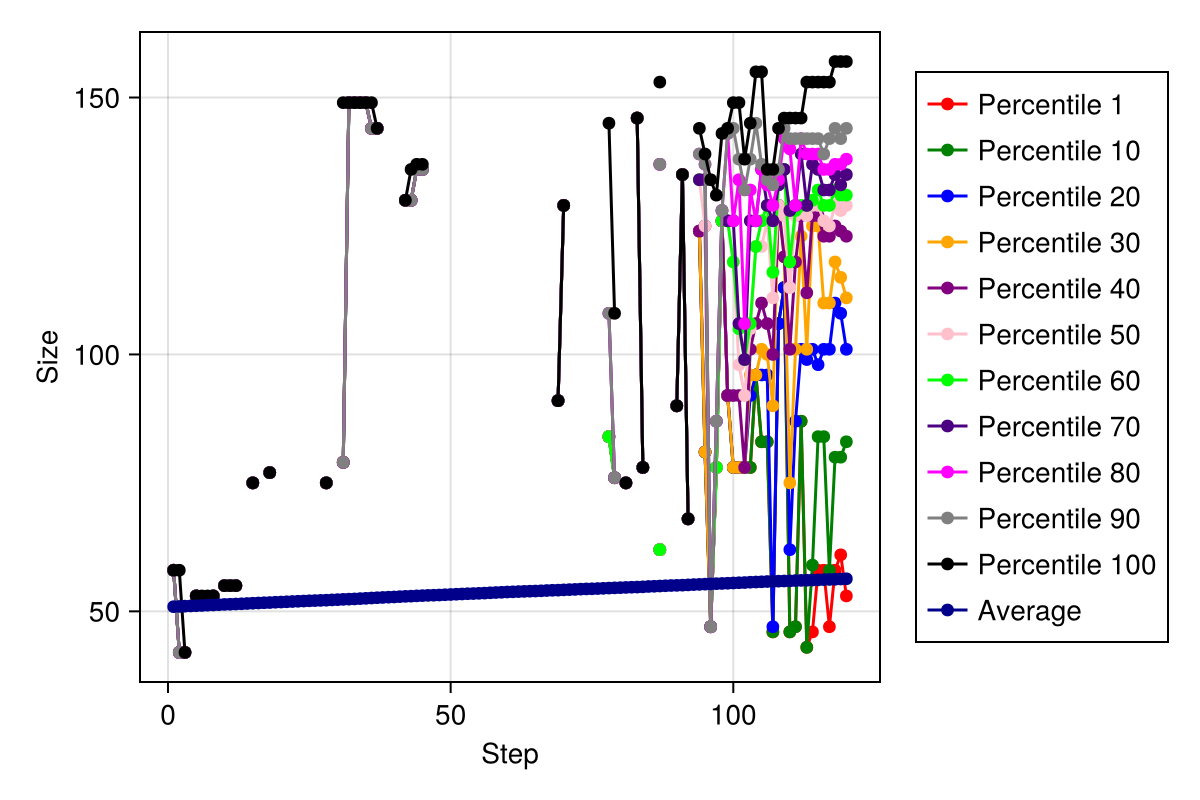 150
100
50
0
50
100
Size
Step
Percentile 1
Percentile 10
Percentile 20
Percentile 30
Percentile 40
Percentile 50
Percentile 60
Percentile 70
Percentile 80
Percentile 90
Percentile 100
Average